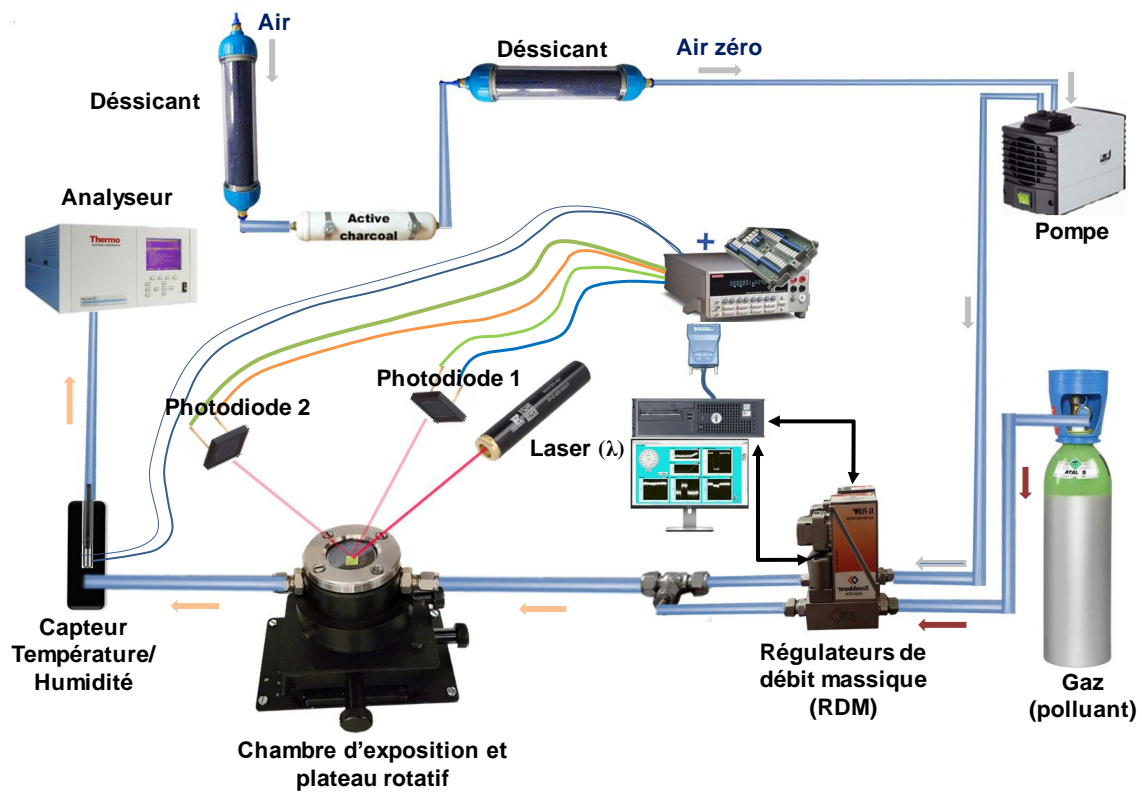 Air
Déssicant
Air zéro
Déssicant
Analyseur
Active
charcoal
Thermo
+
Pompe
Photodiode 1
Photodiode 2
Laser (λ)
Capteur
Température/
Humidité
Chambre d'exposition et
plateau rotatif
Régulateurs de
débit massique
(RDM)
Gaz
(polluant)